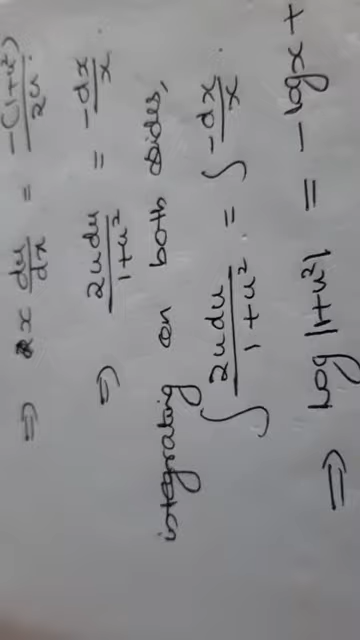 ⇒ x du/dx = -(1+u²)/2u
⇒ 2u du/1+u² = -dx/x.
integrating on both sides,
∫ 2u du/1+u² = ∫ -dx/x.
⇒ log |1+u²| = - log x +